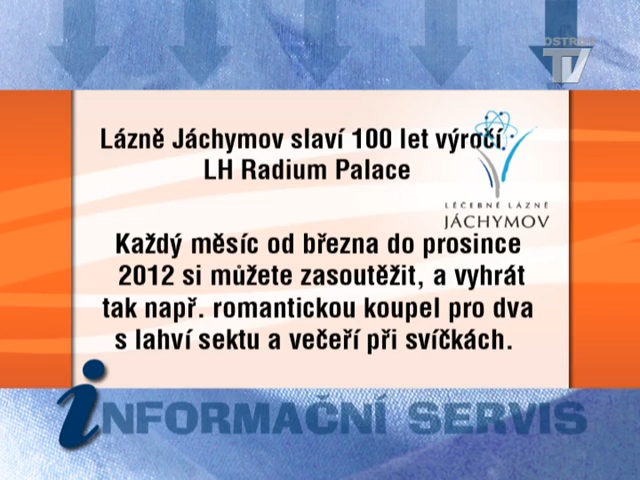 OSTROV
TV
Lázně Jáchymov slaví 100 let výročí
LH Radium Palace
LÉČEBNÉ LÁZNĚ
JÁCHYMOV
Každý měsíc od března do prosince
2012 si můžete zasoutěžit, a vyhrát
tak např. romantickou koupel pro dva
s lahví sektu a večeří při svíčkách.
iNFORMAČNÍ SERVIS